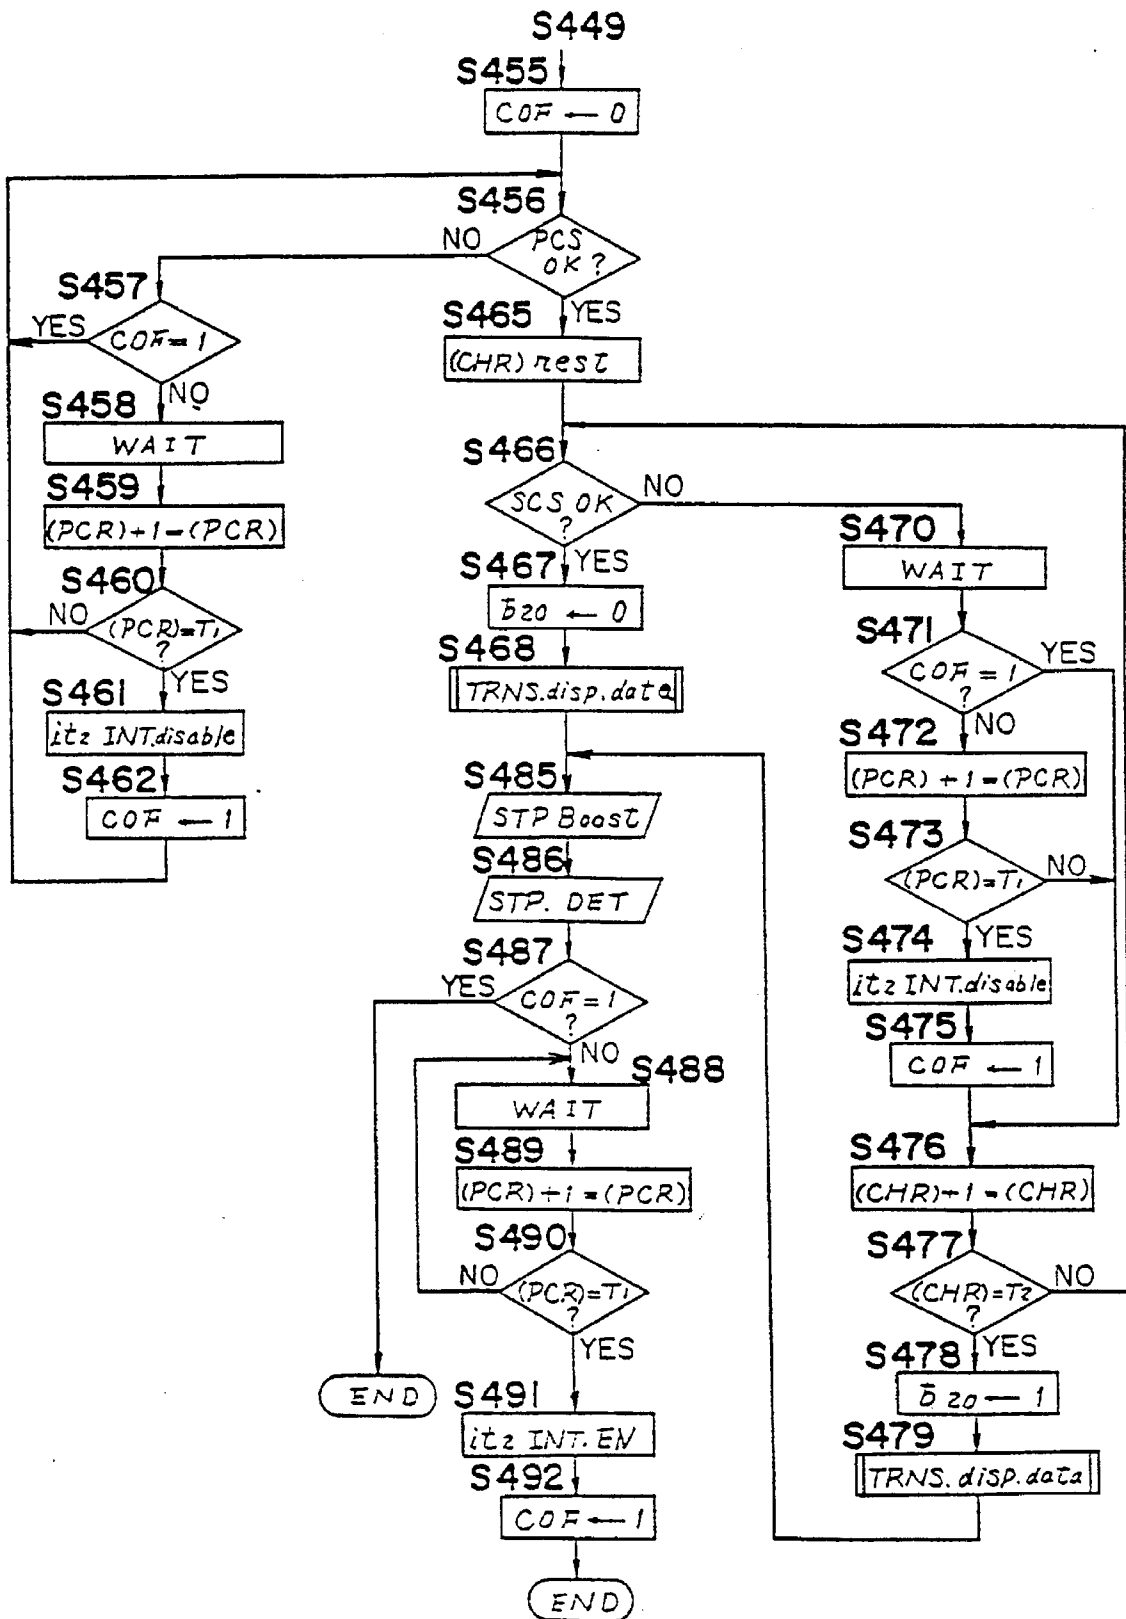 S449
S455
COF ← 0
S456
PCS
OK?
NO
YES
S457
COF=1
YES
NO
S458
WAIT
S459
(PCR)+1-(PCR)
S460
(PCR)=T1
?
NO
YES
S461
itz INT.disable
S462
COF ← 1
S465
(CHR) rest
S466
SCS OK
?
NO
YES
S467
b̄20 ← 0
S468
TRNS.disp.data
S470
WAIT
S471
COF = 1
?
YES
NO
S472
(PCR)+1=(PCR)
S473
(PCR)=T1
NO
YES
S474
itz INT.disable
S475
COF ← 1
S476
(CHR)+1=(CHR)
S477
(CHR)=T2
?
NO
YES
S478
b̄20 ← 1
S479
TRNS.disp.data
S485
STP Boost
S486
STP. DET
S487
COF=1
?
YES
NO
S488
WAIT
S489
(PCR)+1=(PCR)
S490
(PCR)=T1
?
NO
YES
END
S491
itz INT.EN
S492
COF ← 1
END